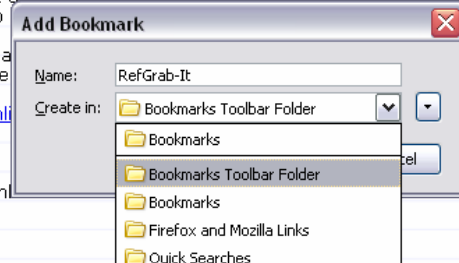 Add Bookmark
Name: RefGrab-It
Create in: Bookmarks Toolbar Folder
Bookmarks
Bookmarks Toolbar Folder
Bookmarks
Firefox and Mozilla Links
Quick Searches